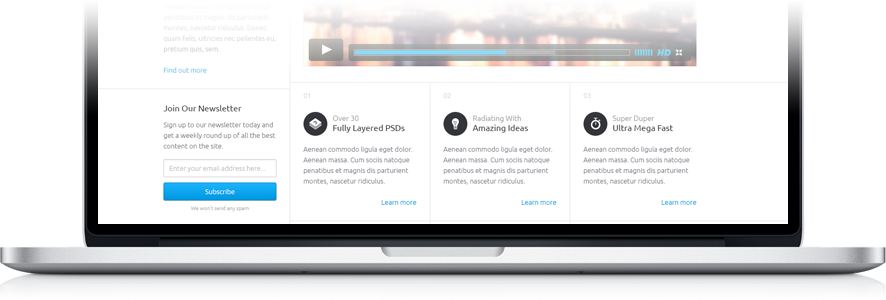 penatibus et magnis dis parturient
montes, nascetur ridiculus. Donec
quam felis, ultricies nec pellentes eu,
pretium quis, sem.
Find out more
Join Our Newsletter
Sign up to our newsletter today and
get a weekly round up of all the best
content on the site.
Enter your email address here...
Subscribe
We won't send any spam
HD
01
Over 30
Fully Layered PSDs
Aenean commodo ligula eget dolor.
Aenean massa. Cum sociis natoque
penatibus et magnis dis parturient
montes, nascetur ridiculus.
Learn more
02
Radiating With
Amazing Ideas
Aenean commodo ligula eget dolor.
Aenean massa. Cum sociis natoque
penatibus et magnis dis parturient
montes, nascetur ridiculus.
Learn more
03
Super Duper
Ultra Mega Fast
Aenean commodo ligula eget dolor.
Aenean massa. Cum sociis natoque
penatibus et magnis dis parturient
montes, nascetur ridiculus.
Learn more